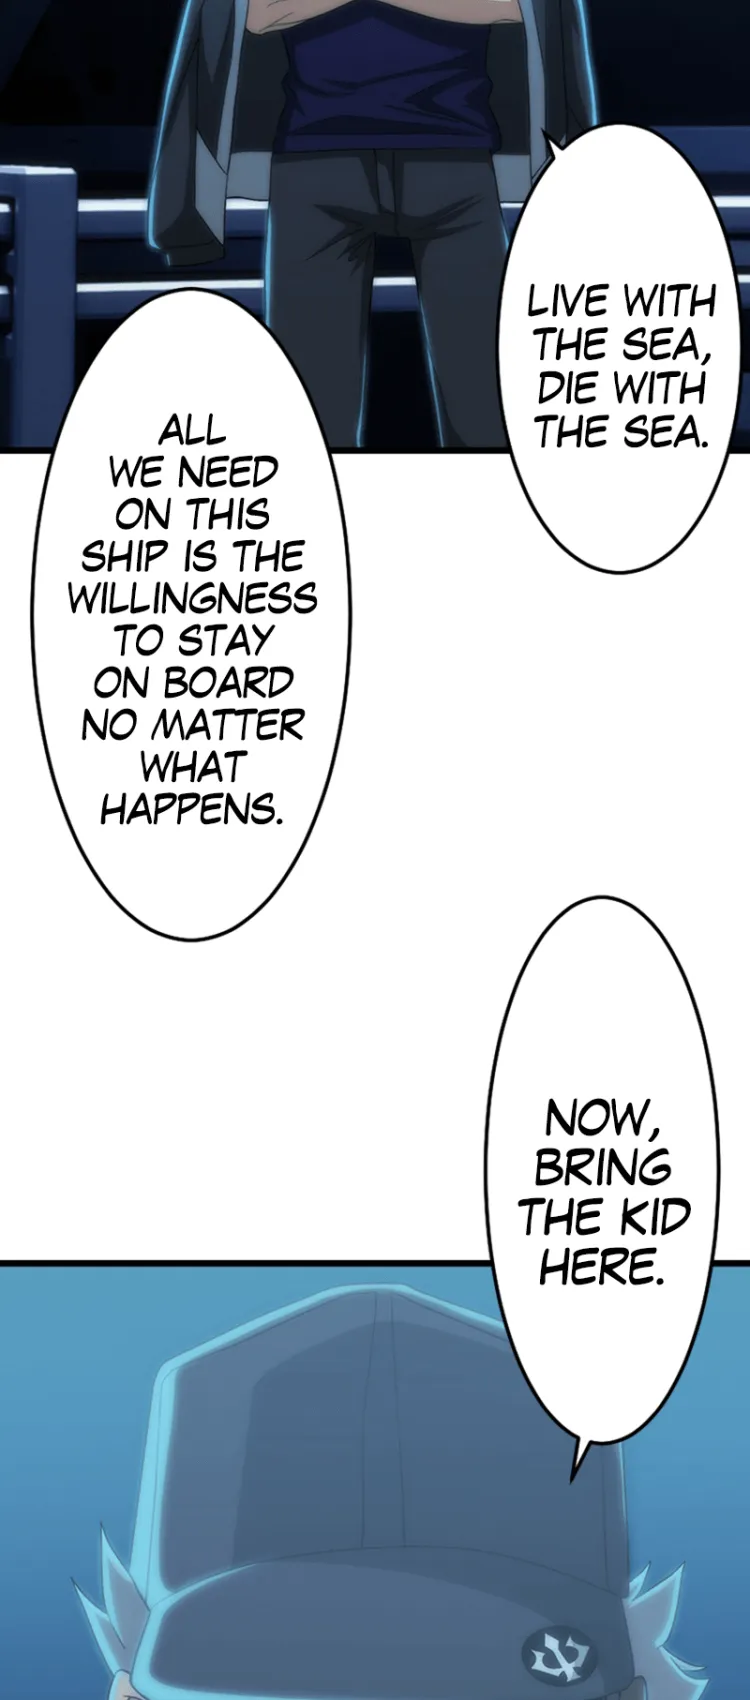 LIVE WITH
THE SEA,
DIE WITH
THE SEA.
ALL
WE NEED
ON THIS
SHIP IS THE
WILLINGNESS
TO STAY
ON BOARD
NO MATTER
WHAT
HAPPENS.
NOW,
BRING
THE KID
HERE.